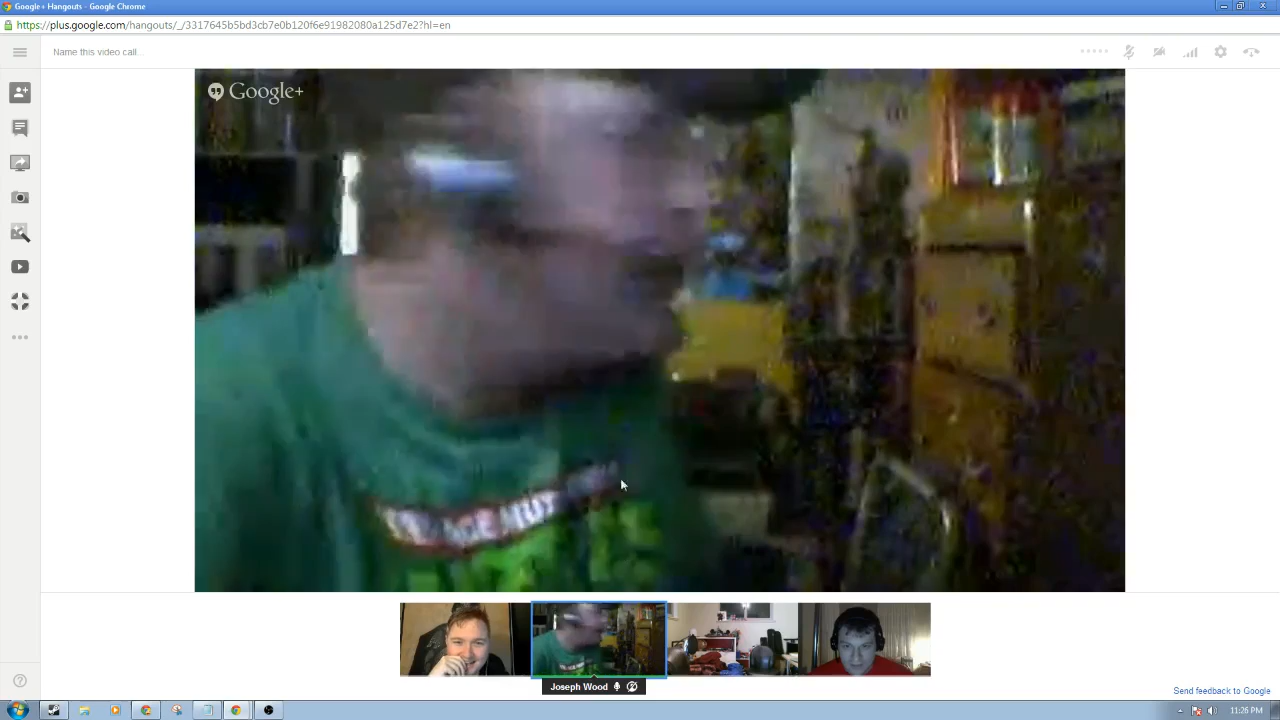 Google+ Hangouts - Google Chrome
https://plus.google.com/hangouts/_/3317645b5bd3cb7e0b120f6e91982080a125d7e2?hl=en
Name this video call...
Google+
Joseph Wood
Send feedback to Google
11:26 PM